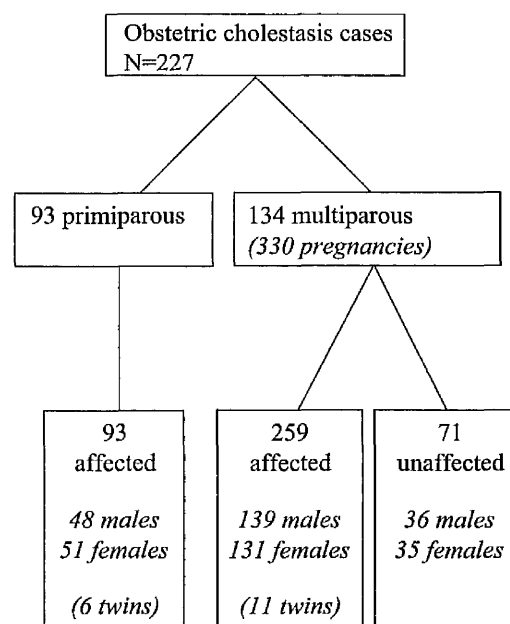 Obstetric cholestasis cases
N=227
93 primiparous
134 multiparous
(330 pregnancies)
93
affected
48 males
51 females
(6 twins)
259
affected
139 males
131 females
(11 twins)
71
unaffected
36 males
35 females